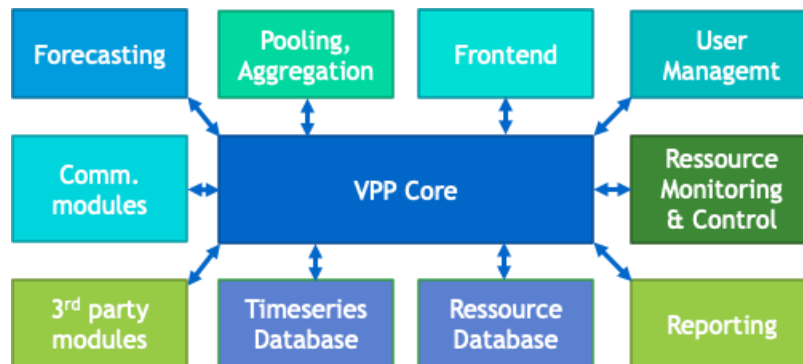 Forecasting
Pooling,
Aggregation
Frontend
User
Managemt
Comm.
modules
VPP Core
Ressource
Monitoring
& Control
3rd party
modules
Timeseries
Database
Ressource
Database
Reporting